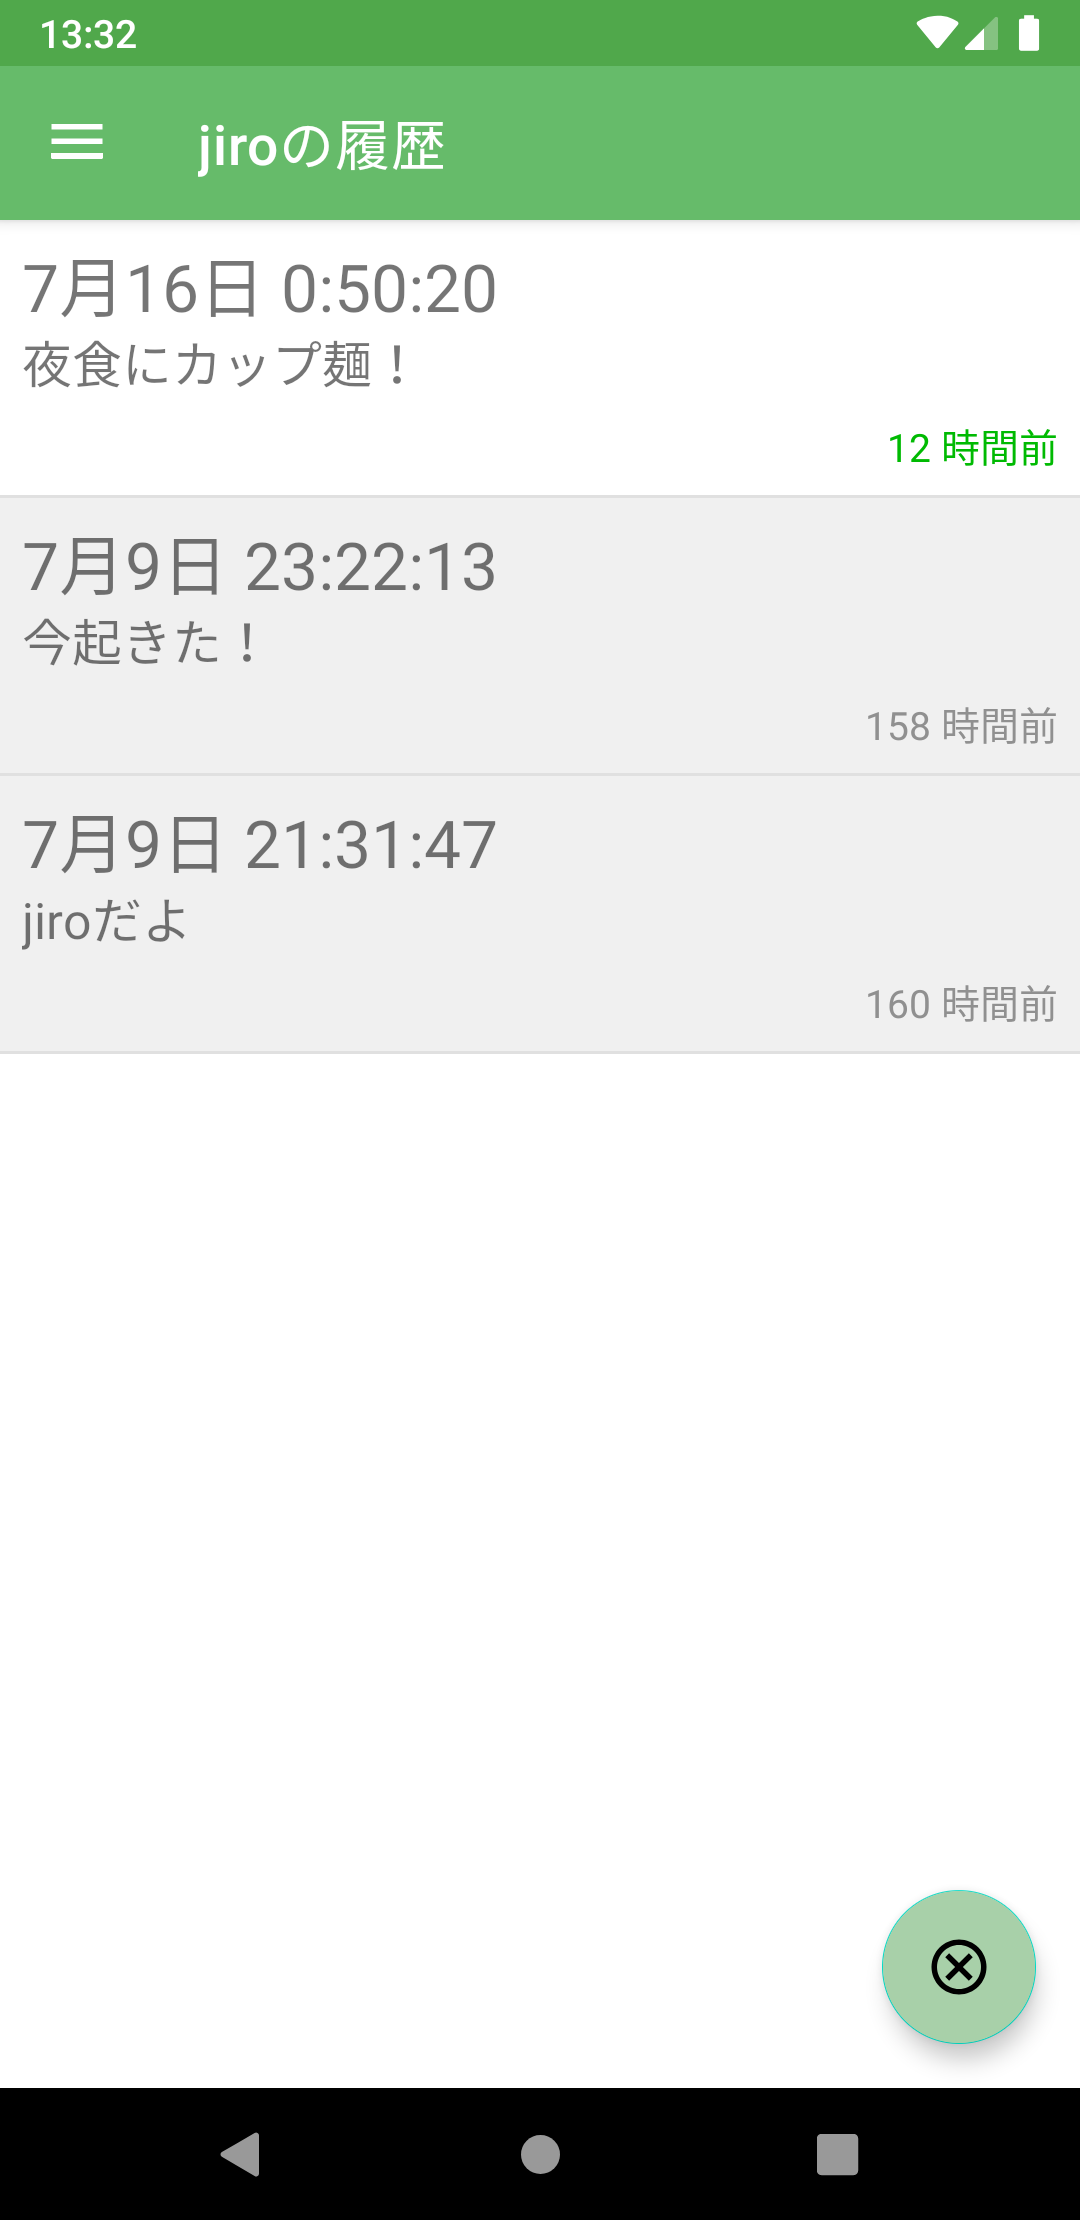 13:32
jiroの履歴
7月16日 0:50:20
夜食にカップ麺！
12 時間前
7月9日 23:22:13
今起きた！
158 時間前
7月9日 21:31:47
jiroだよ
160 時間前